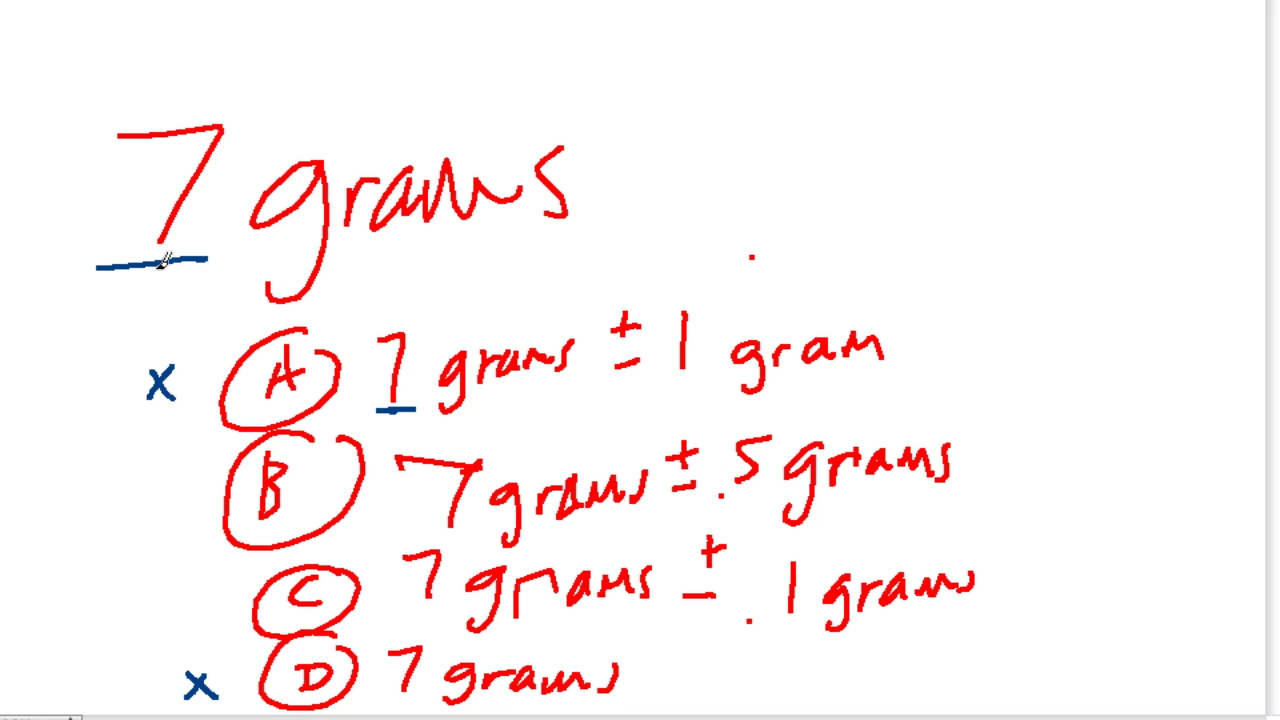 7 grams
x A 7 grams ± 1 gram
B 7 grams ± .5 grams
C 7 grams ± .1 grams
x D 7 grams